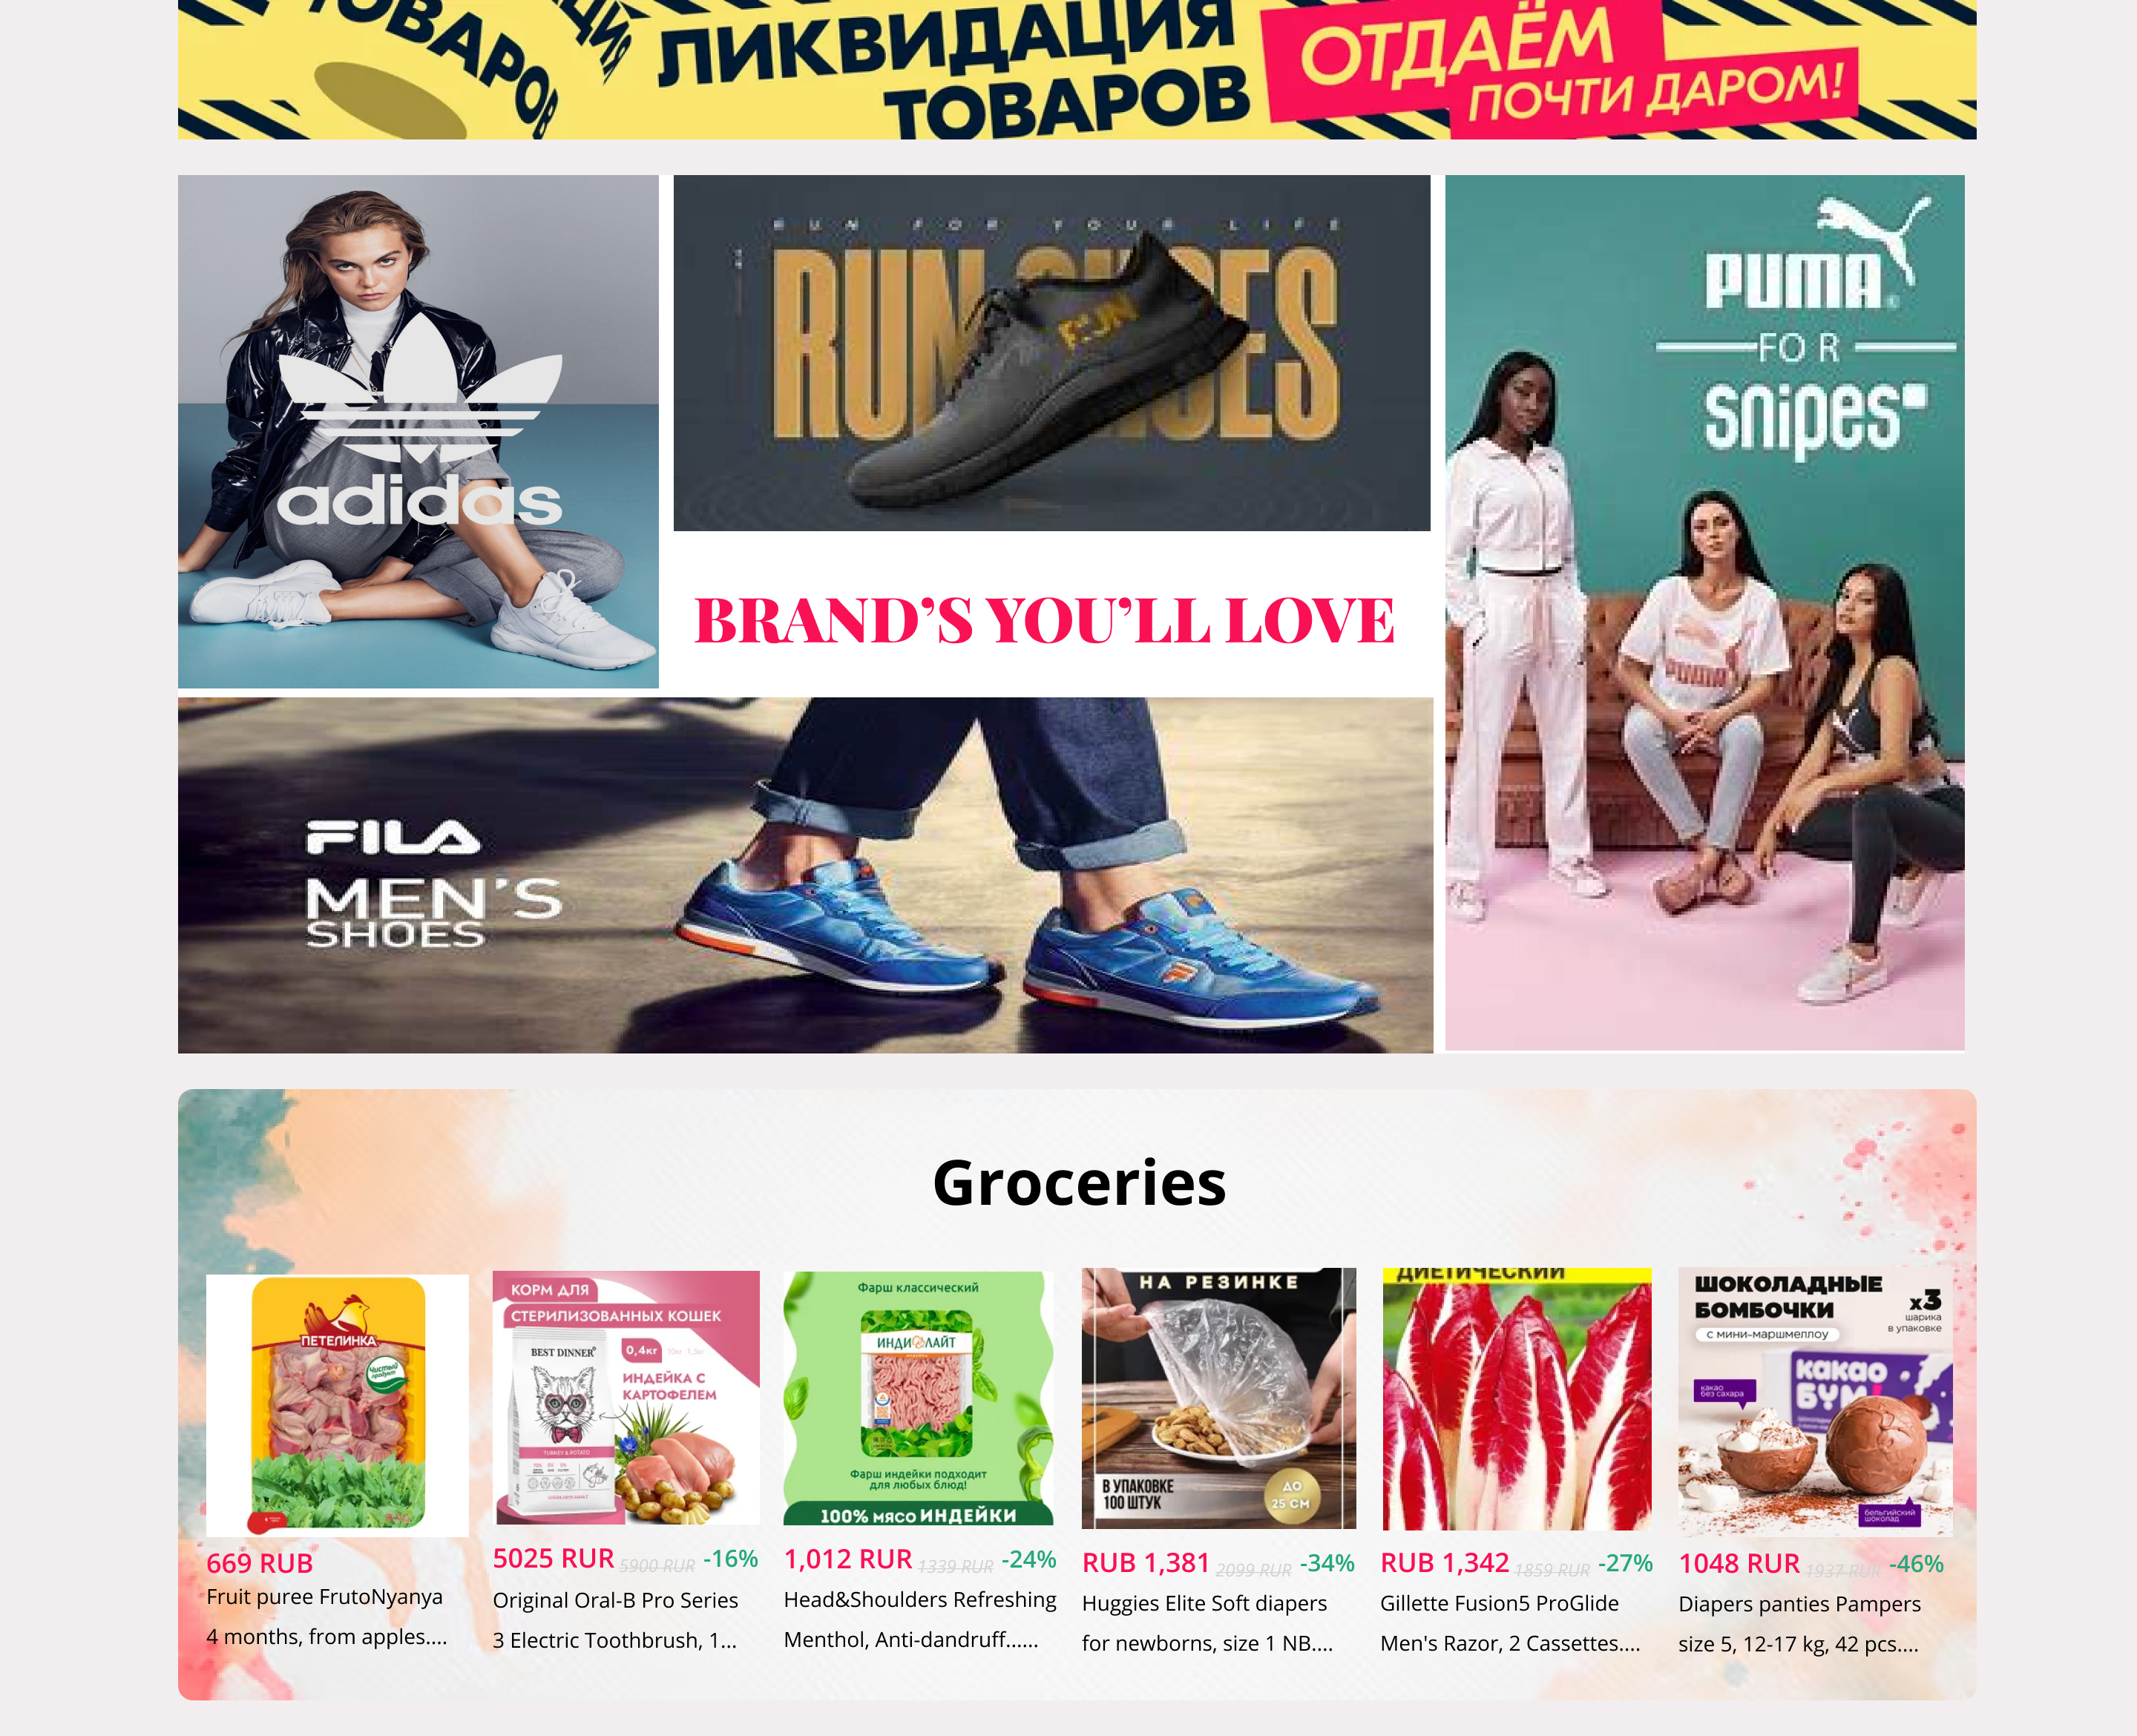 ТОВАРОВ
ЦИЯ
ЛИКВИДАЦИЯ
ТОВАРОВ
ОТДАЁМ
ПОЧТИ ДАРОМ!
adidas
RUN FOR YOUR LIFE
RUN SHOES
RUN
PUMA
FOR
snipes
PUMA
BRAND’S YOU’LL LOVE
FILA
MEN’S
SHOES
Groceries
ПЕТЕЛИНКА
Чистый
продукт
КОРМ ДЛЯ
СТЕРИЛИЗОВАННЫХ КОШЕК
BEST DINNER
0,4кг
ИНДЕЙКА С
КАРТОФЕЛЕМ
TURKEY & POTATO
Фарш классический
ИНДИЛАЙТ
Фарш индейки подходит
для любых блюд!
100% МЯСО ИНДЕЙКИ
НА РЕЗИНКЕ
В УПАКОВКЕ
100 ШТУК
ДО
25 СМ
ДИЕТИЧЕСКИЙ
ШОКОЛАДНЫЕ
БОМБОЧКИ
x3
шарика
в упаковке
с мини-маршмеллоу
какао
без сахара
какао
БУМ!
бельгийский
шоколад
669 RUB
Fruit puree FrutoNyanya
4 months, from apples....
5025 RUR 5900 RUR -16%
Original Oral-B Pro Series
3 Electric Toothbrush, 1...
1,012 RUR 1339 RUR -24%
Head&Shoulders Refreshing
Menthol, Anti-dandruff......
RUB 1,381 2099 RUR -34%
Huggies Elite Soft diapers
for newborns, size 1 NB....
RUB 1,342 1859 RUR -27%
Gillette Fusion5 ProGlide
Men's Razor, 2 Cassettes....
1048 RUR 1937 RUR -46%
Diapers panties Pampers
size 5, 12-17 kg, 42 pcs....